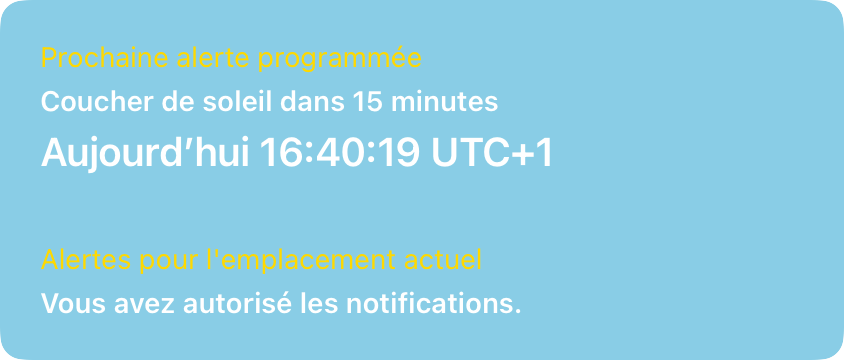 Prochaine alerte programmée
Coucher de soleil dans 15 minutes
Aujourd’hui 16:40:19 UTC+1
Alertes pour l'emplacement actuel
Vous avez autorisé les notifications.